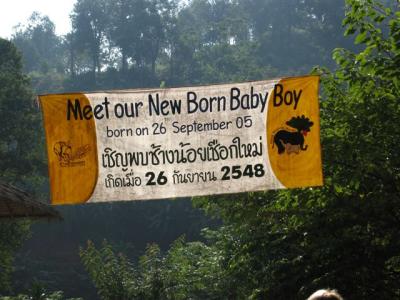 Meet our New Born Baby Boy
born on 26 September 05
เชิญพบช้างน้อยเชือกใหม่
เกิดเมื่อ 26 กันยายน 2548